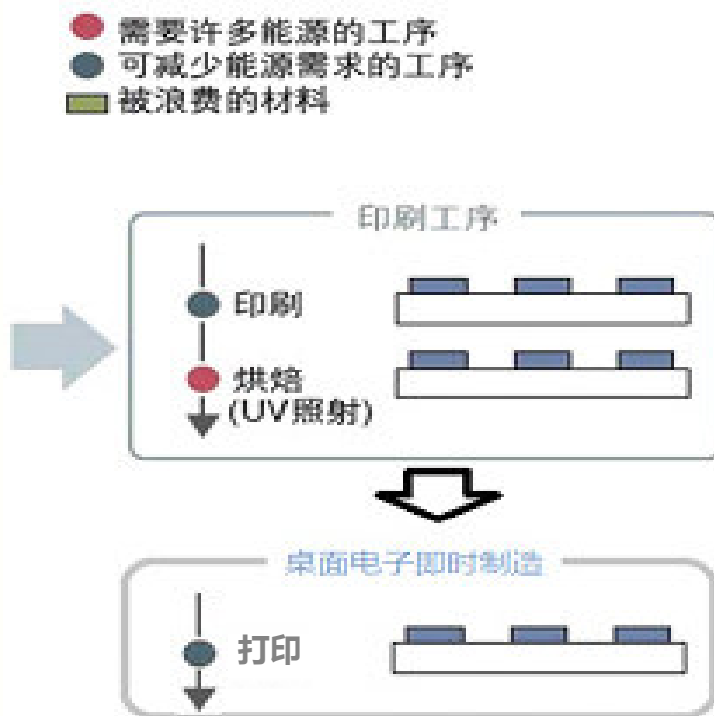 需要许多能源的工序
可减少能源需求的工序
被浪费的材料
印刷工序
印刷
烘焙
(UV照射)
桌面电子即时制造
打印